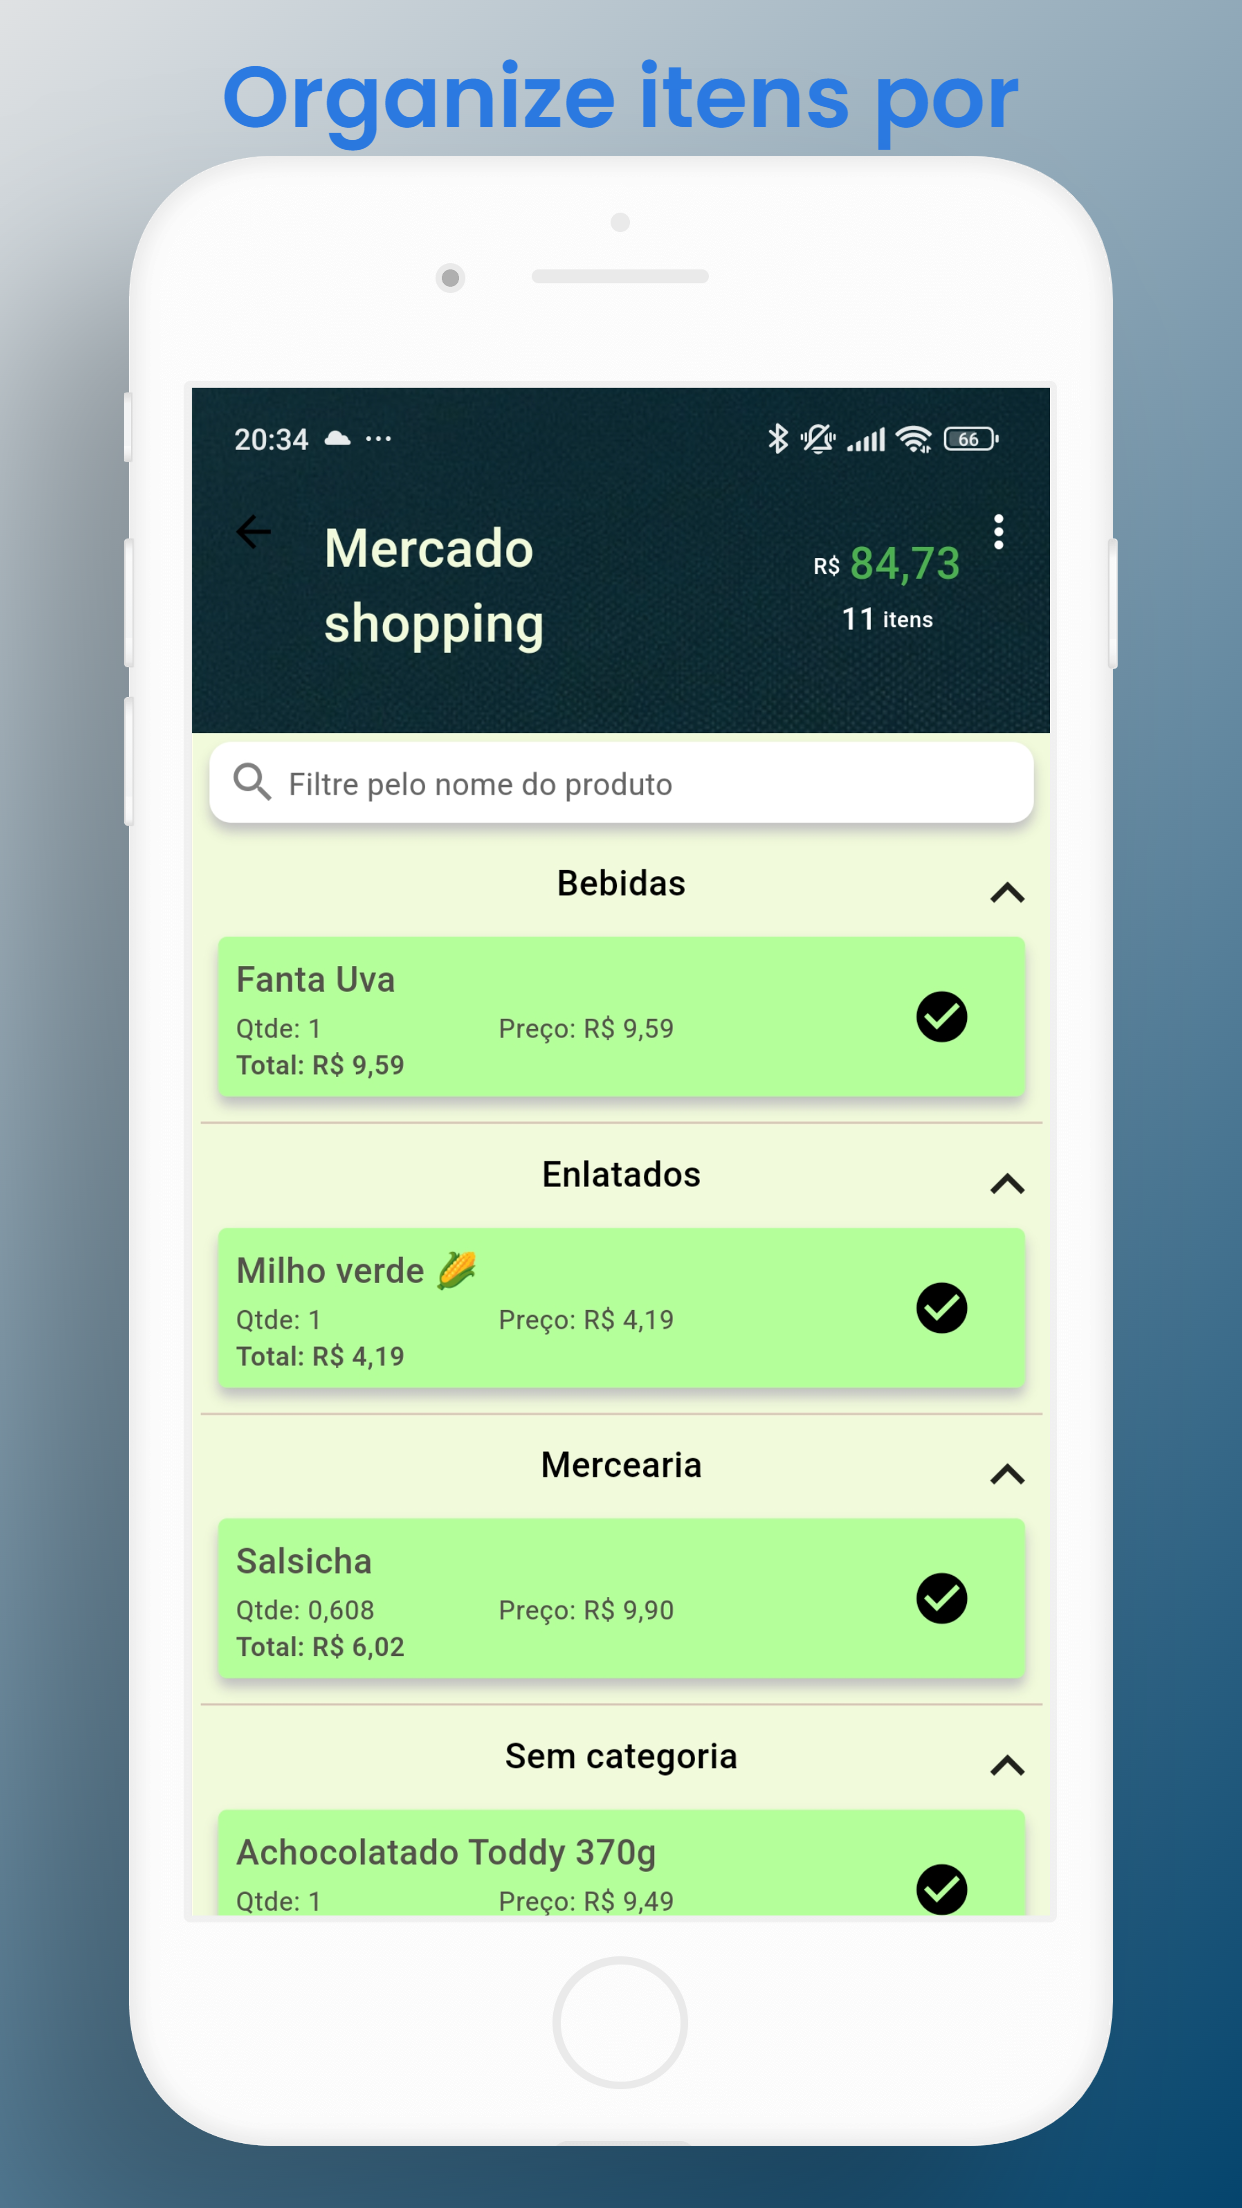 Organize itens por
20:34
66
Mercado
shopping
R$ 84,73
11 itens
Filtre pelo nome do produto
Bebidas
Fanta Uva
Qtde: 1 Preço: R$ 9,59
Total: R$ 9,59
Enlatados
Milho verde 🌽
Qtde: 1 Preço: R$ 4,19
Total: R$ 4,19
Mercearia
Salsicha
Qtde: 0,608 Preço: R$ 9,90
Total: R$ 6,02
Sem categoria
Achocolatado Toddy 370g
Qtde: 1 Preço: R$ 9,49